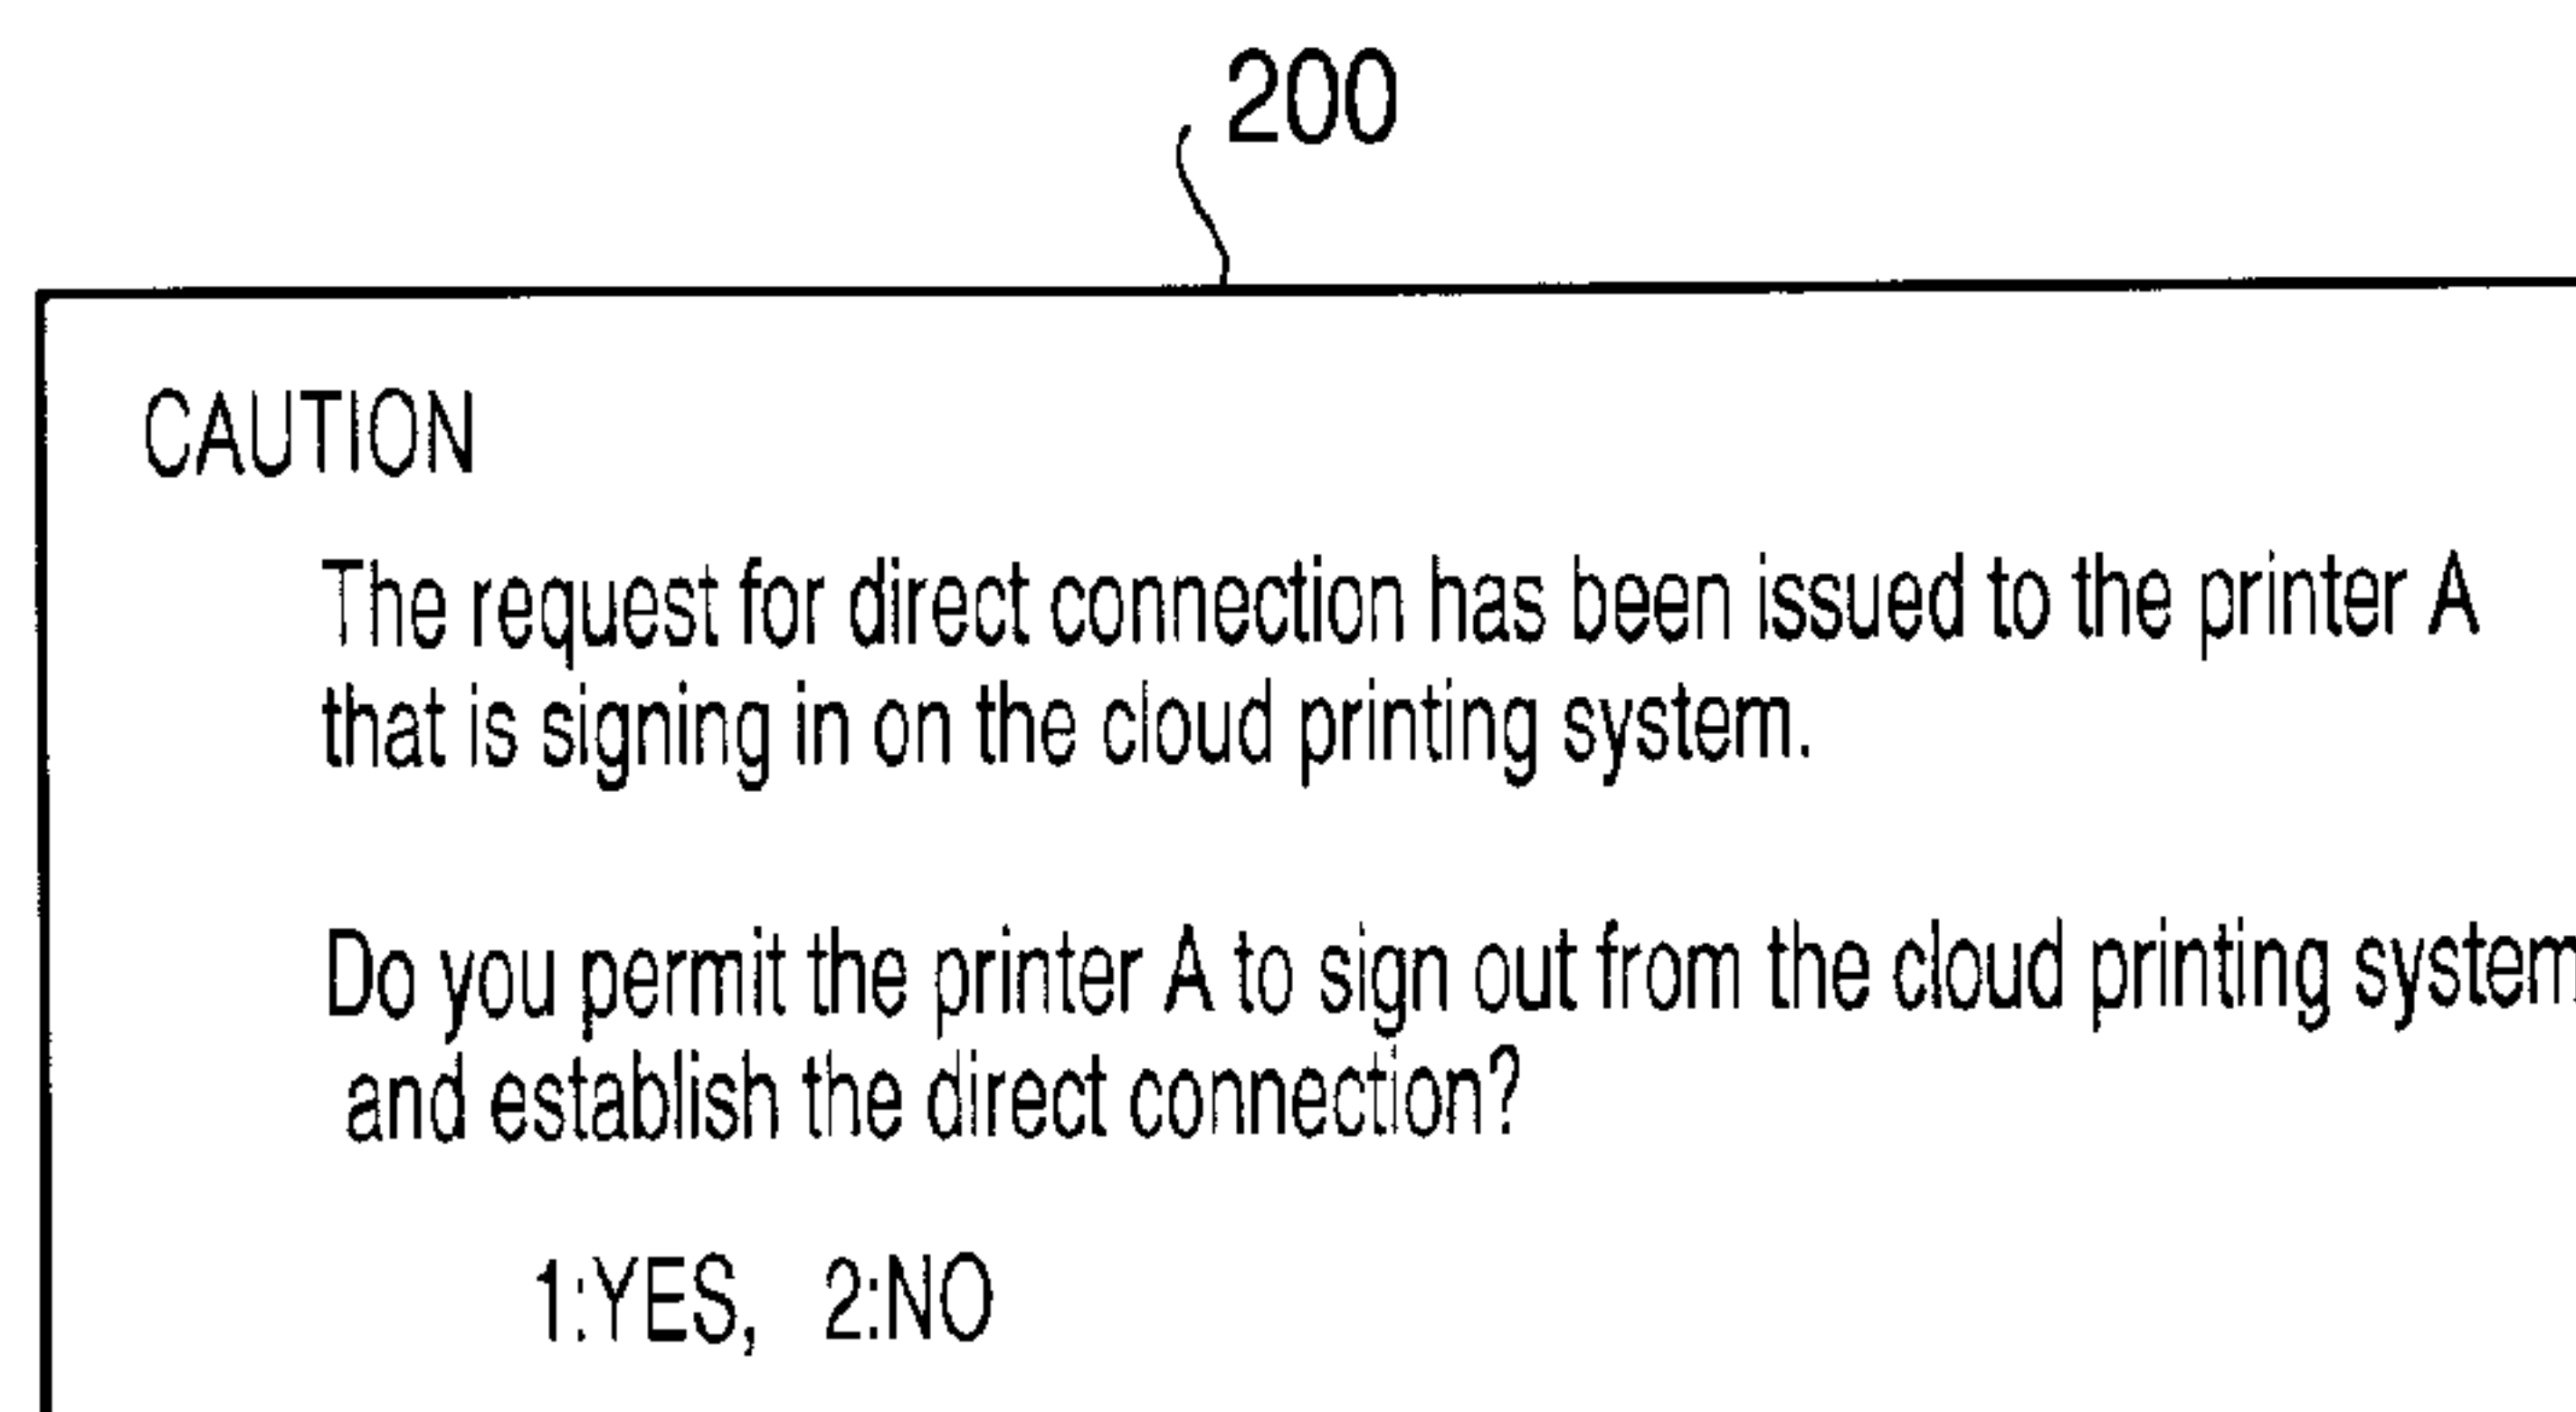 200
CAUTION
The request for direct connection has been issued to the printer A
that is signing in on the cloud printing system.
Do you permit the printer A to sign out from the cloud printing system
and establish the direct connection?
1:YES, 2:NO